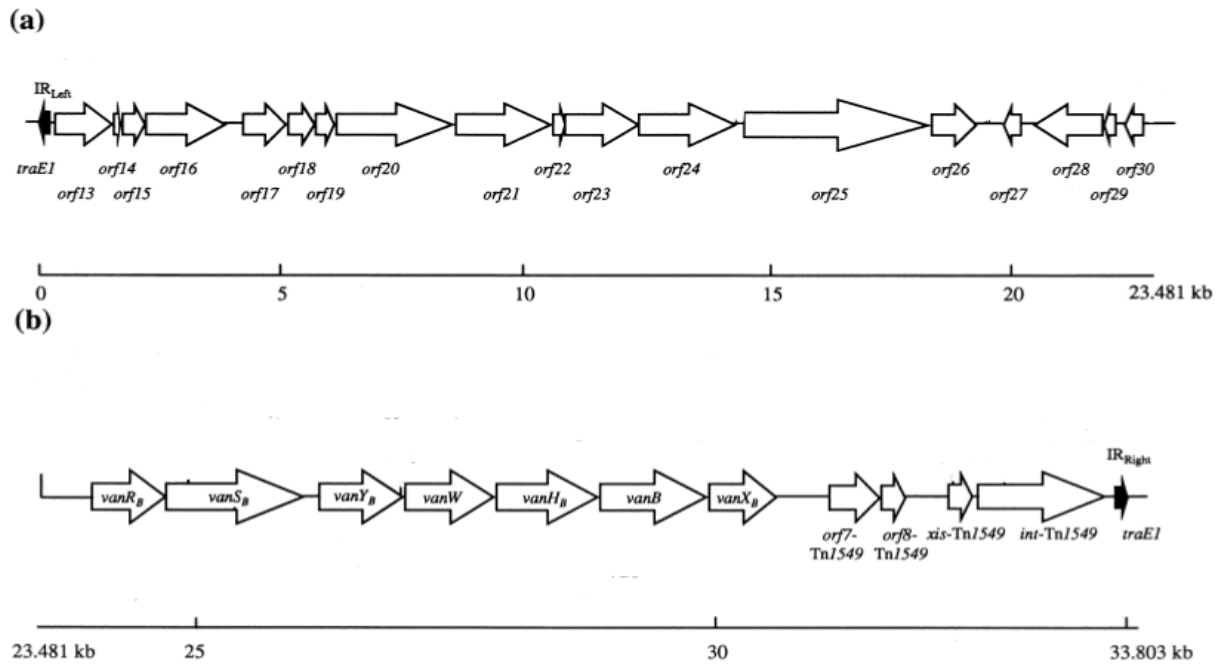 (a)
IR_Left
traE1 orf14 orf16 orf18 orf20 orf22 orf24 orf26 orf28 orf30
orf13 orf15 orf17 orf19 orf21 orf23 orf25 orf27 orf29
0 5 10 15 20 23.481 kb
(b)
IR_Right
vanR_B vanS_B vanY_B vanW vanH_B vanB vanX_B
orf7-Tn1549 orf8-Tn1549 xis-Tn1549 int-Tn1549 traE1
23.481 kb 25 30 33.803 kb